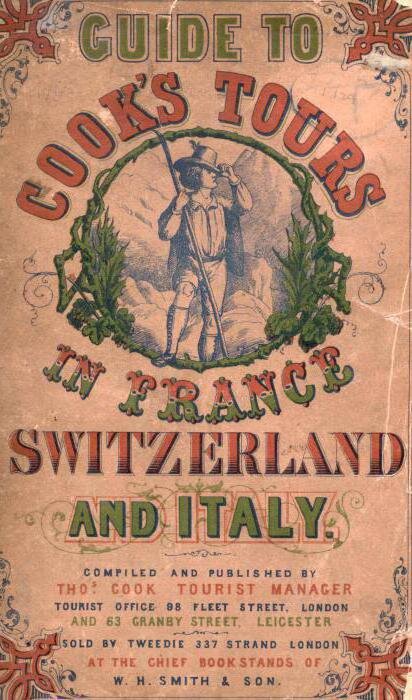 GUIDE TO
COOK'S TOURS
IN FRANCE
SWITZERLAND
AND ITALY.
COMPILED AND PUBLISHED BY
THOS. COOK TOURIST MANAGER
TOURIST OFFICE 98 FLEET STREET, LONDON
AND 63 GRANBY STREET, LEICESTER
SOLD BY TWEEDIE 337 STRAND LONDON
AT THE CHIEF BOOKSTANDS OF
W. H. SMITH & SON.